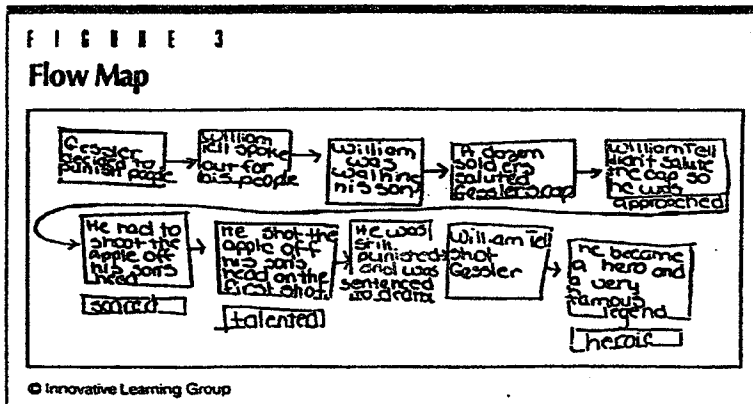 FIGURE 3
Flow Map
Gessler
decided to
punish people
William
Tell spoke
out for
his people
William
was
his son
A dozen
soldiers
saluted
Gessler's cap
William Tell
didn't salute
the cap so
he was
approached
He had to
shoot the
apple off
his sons
head
scared
He shot the
apple off
his sons
head on the
first shot.
talented
He was
still
punished
and was
sentenced
to death
William Tell
shot
Gessler
He became
a hero and
a very
famous
legend
heroic
© Innovative Learning Group